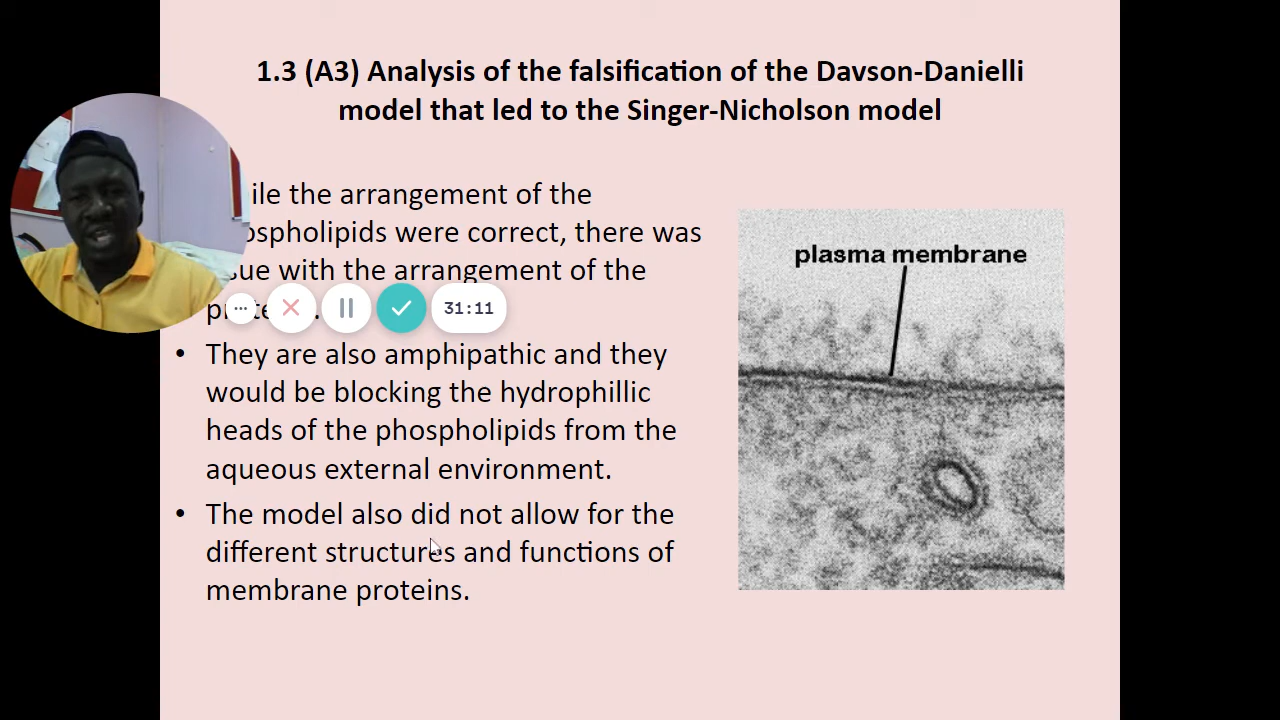 1.3 (A3) Analysis of the falsification of the Davson-Danielli
model that led to the Singer-Nicholson model
ile the arrangement of the
ospholipids were correct, there was
sue with the arrangement of the
31:11
• They are also amphipathic and they
would be blocking the hydrophillic
heads of the phospholipids from the
aqueous external environment.
• The model also did not allow for the
different structures and functions of
membrane proteins.
plasma membrane